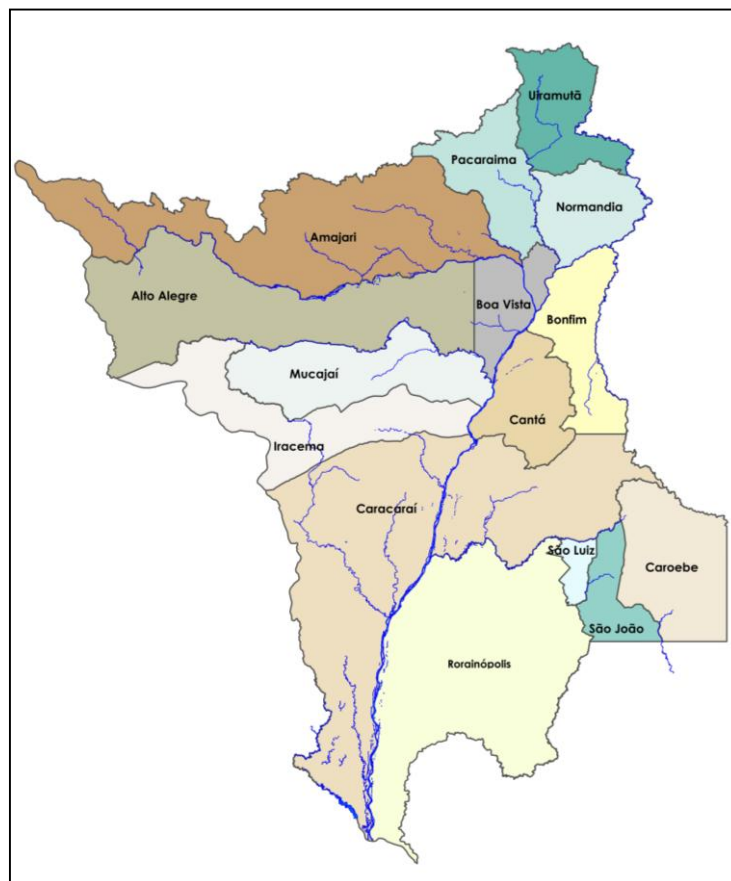 Uiramutã
Pacaraima
Normandia
Amajari
Alto Alegre
Boa Vista
Bonfim
Mucajaí
Cantá
Iracema
Caracaraí
São Luiz
Caroebe
São João
Rorainópolis